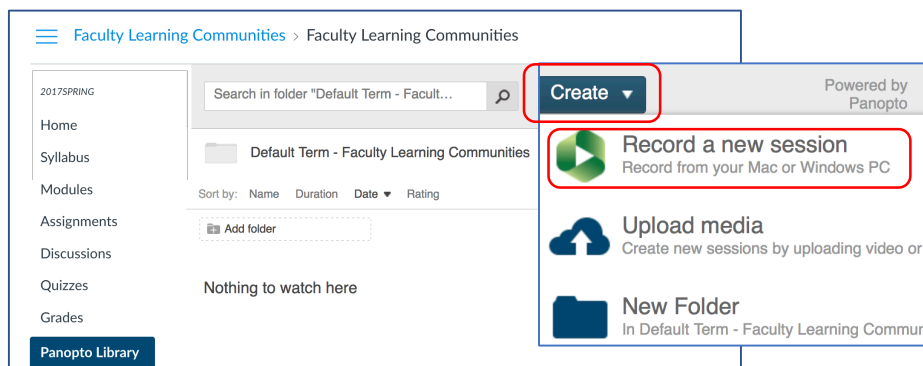 Faculty Learning Communities > Faculty Learning Communities
2017SPRING
Home
Syllabus
Modules
Assignments
Discussions
Quizzes
Grades
Panopto Library
Search in folder "Default Term - Facult...
Default Term - Faculty Learning Communities
Sort by: Name Duration Date ▼ Rating
Add folder
Nothing to watch here
Create ▼
Powered by
Panopto
Record a new session
Record from your Mac or Windows PC
Upload media
Create new sessions by uploading video or
New Folder
In Default Term - Faculty Learning Commun